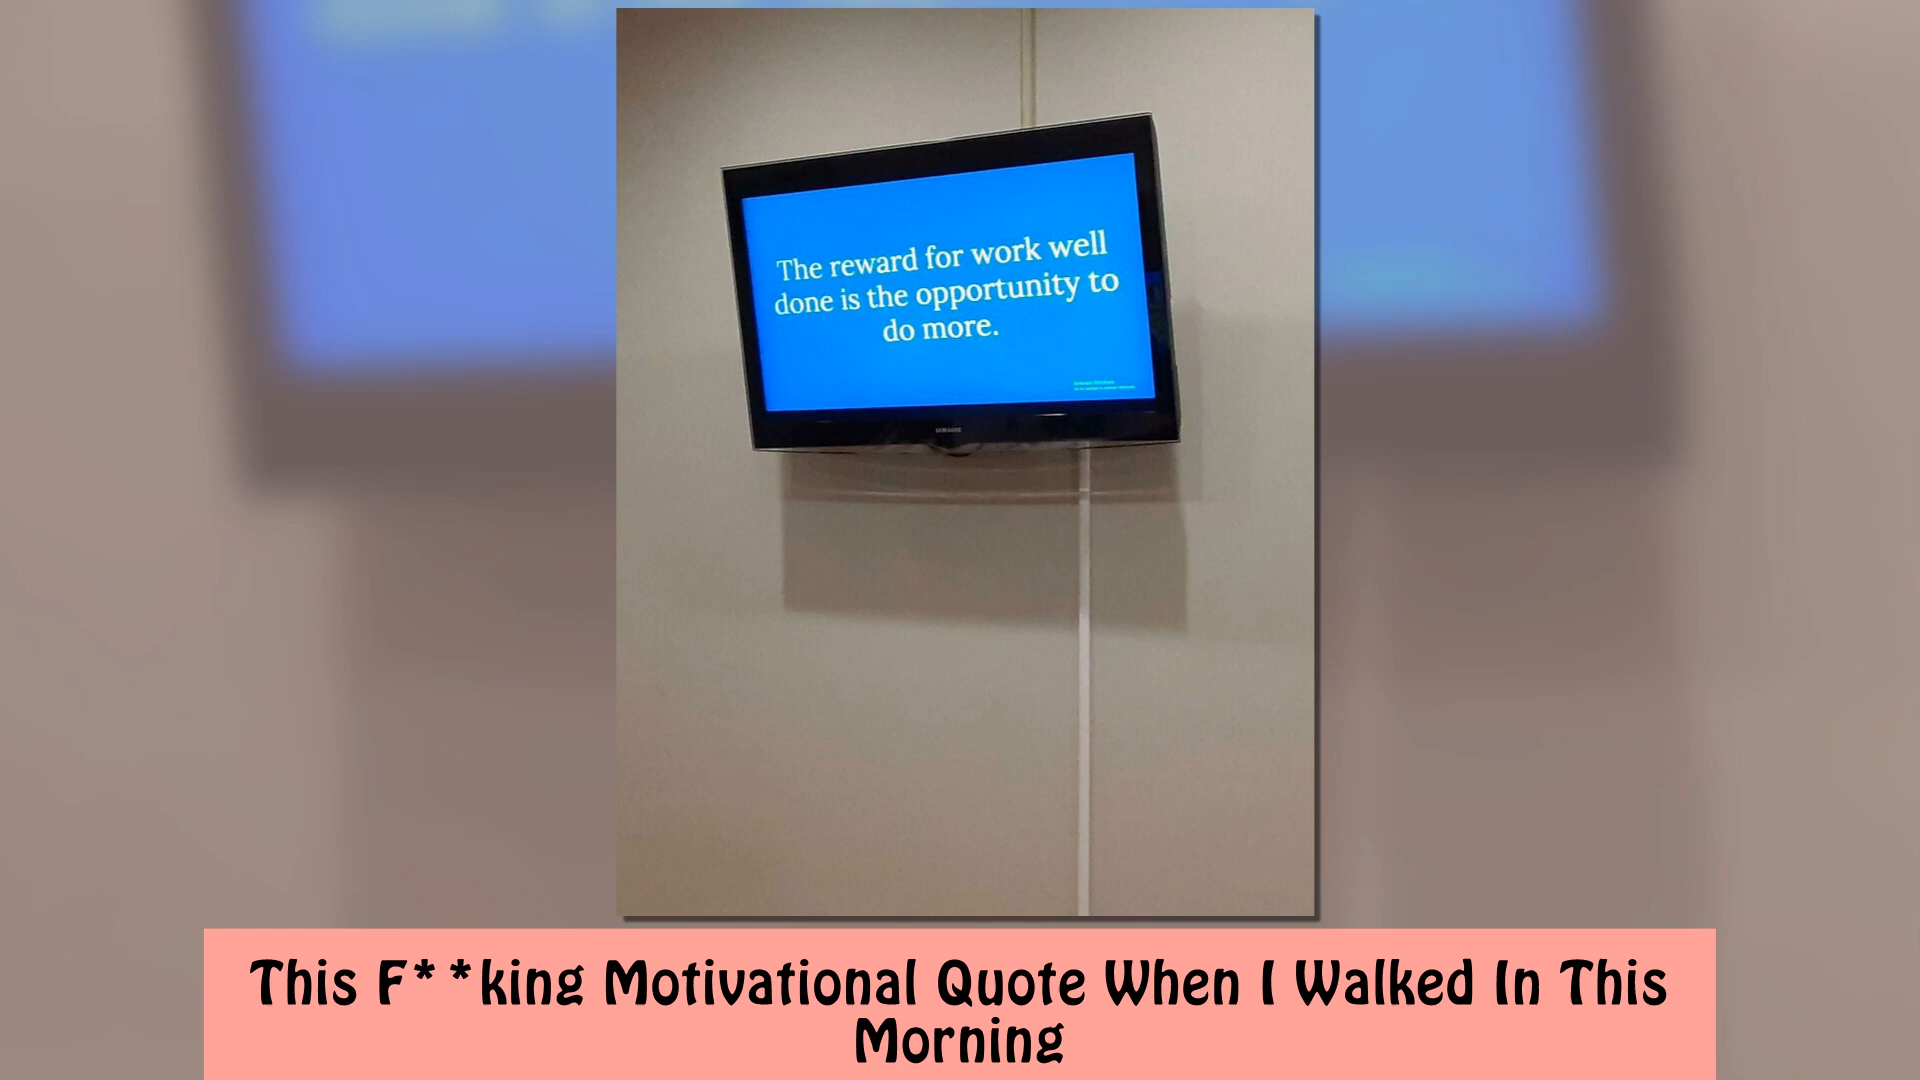 The reward for work well
done is the opportunity to
do more.
SAMSUNG
This F**king Motivational Quote When I Walked In This
Morning